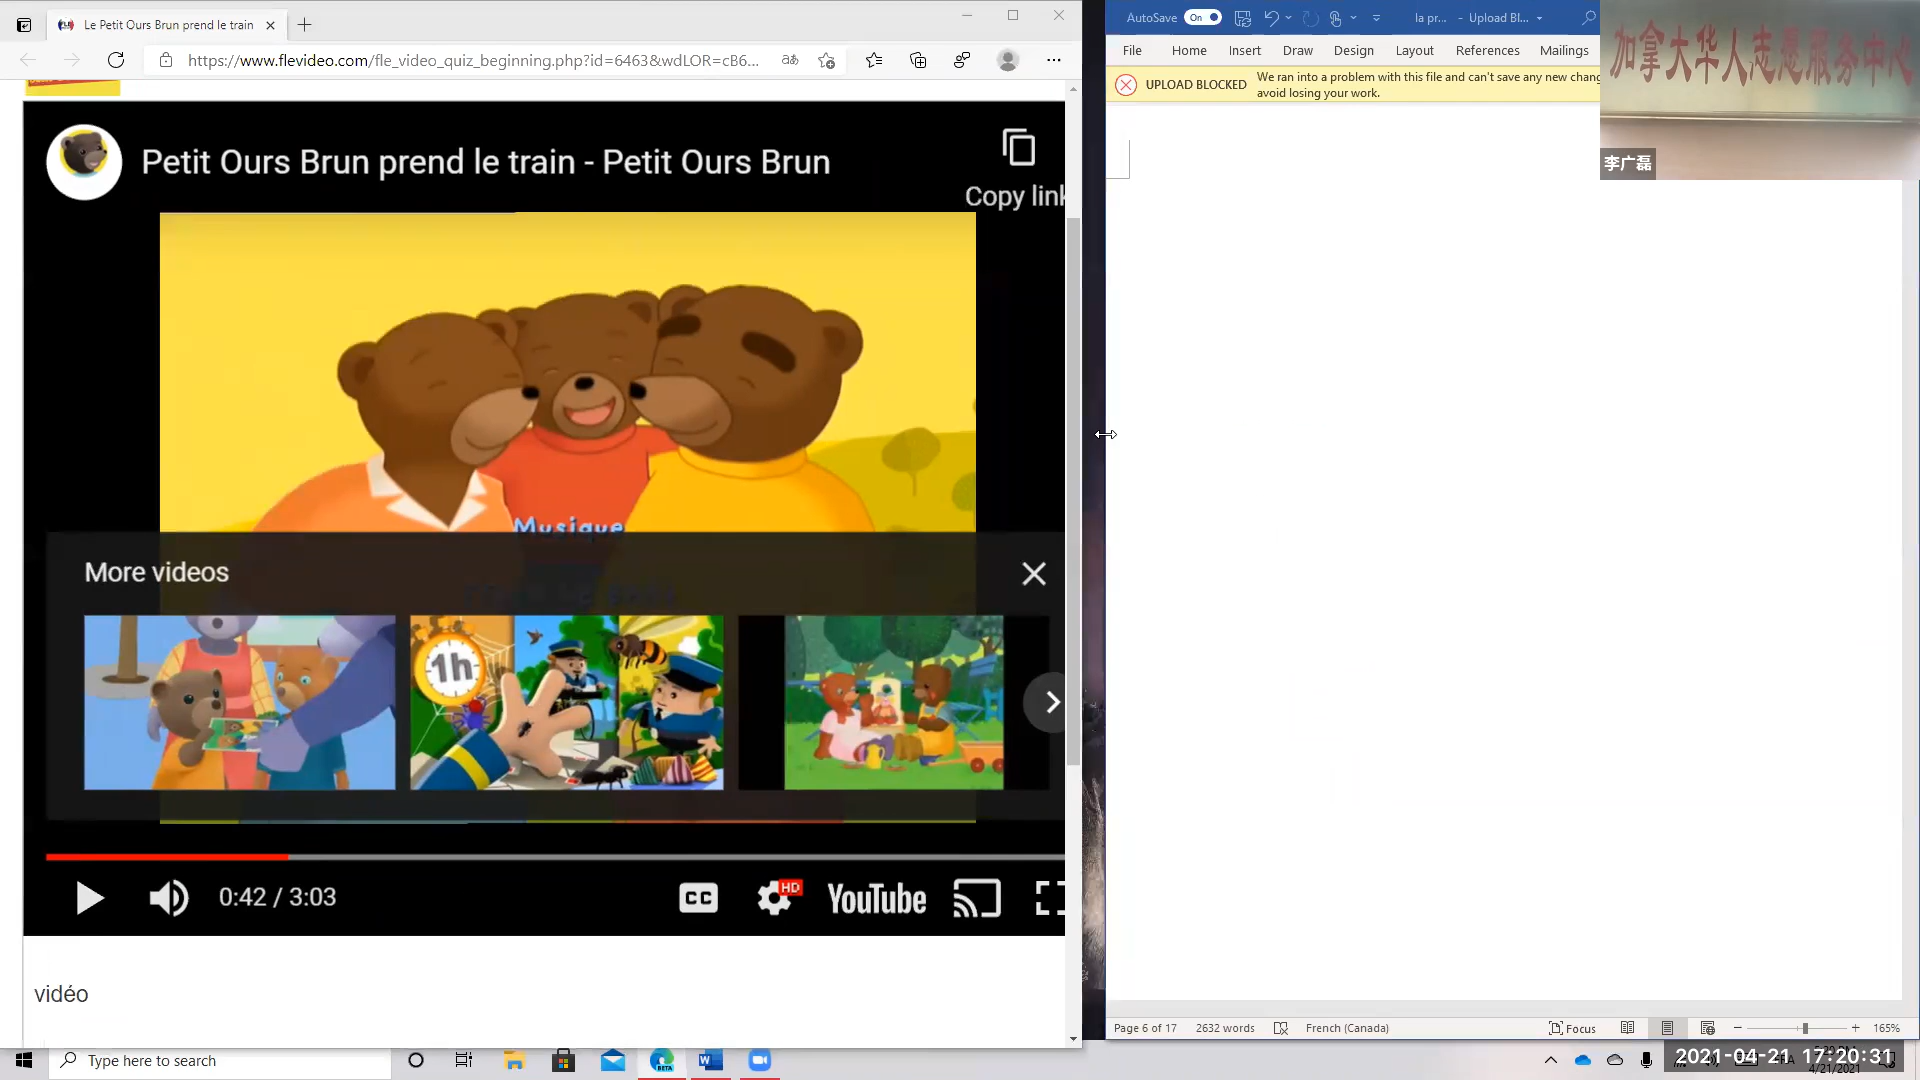 Le Petit Ours Brun prend le train
https://www.flevideo.com/fle_video_quiz_beginning.php?id=6463&wdLOR=cB6...
Petit Ours Brun prend le train - Petit Ours Brun
Copy link
Musique
More videos
1h
0:42 / 3:03
CC
HD
YouTube
vidéo
AutoSave On
la pr... - Upload Bl...
File Home Insert Draw Design Layout References Mailings
UPLOAD BLOCKED
We ran into a problem with this file and can't save any new chang
avoid losing your work.
加拿大华人志愿服务中心
李广磊
Page 6 of 17 2632 words French (Canada) Focus 165%
Type here to search
BETA
2021-04-21 17:20:31
4/21/2021